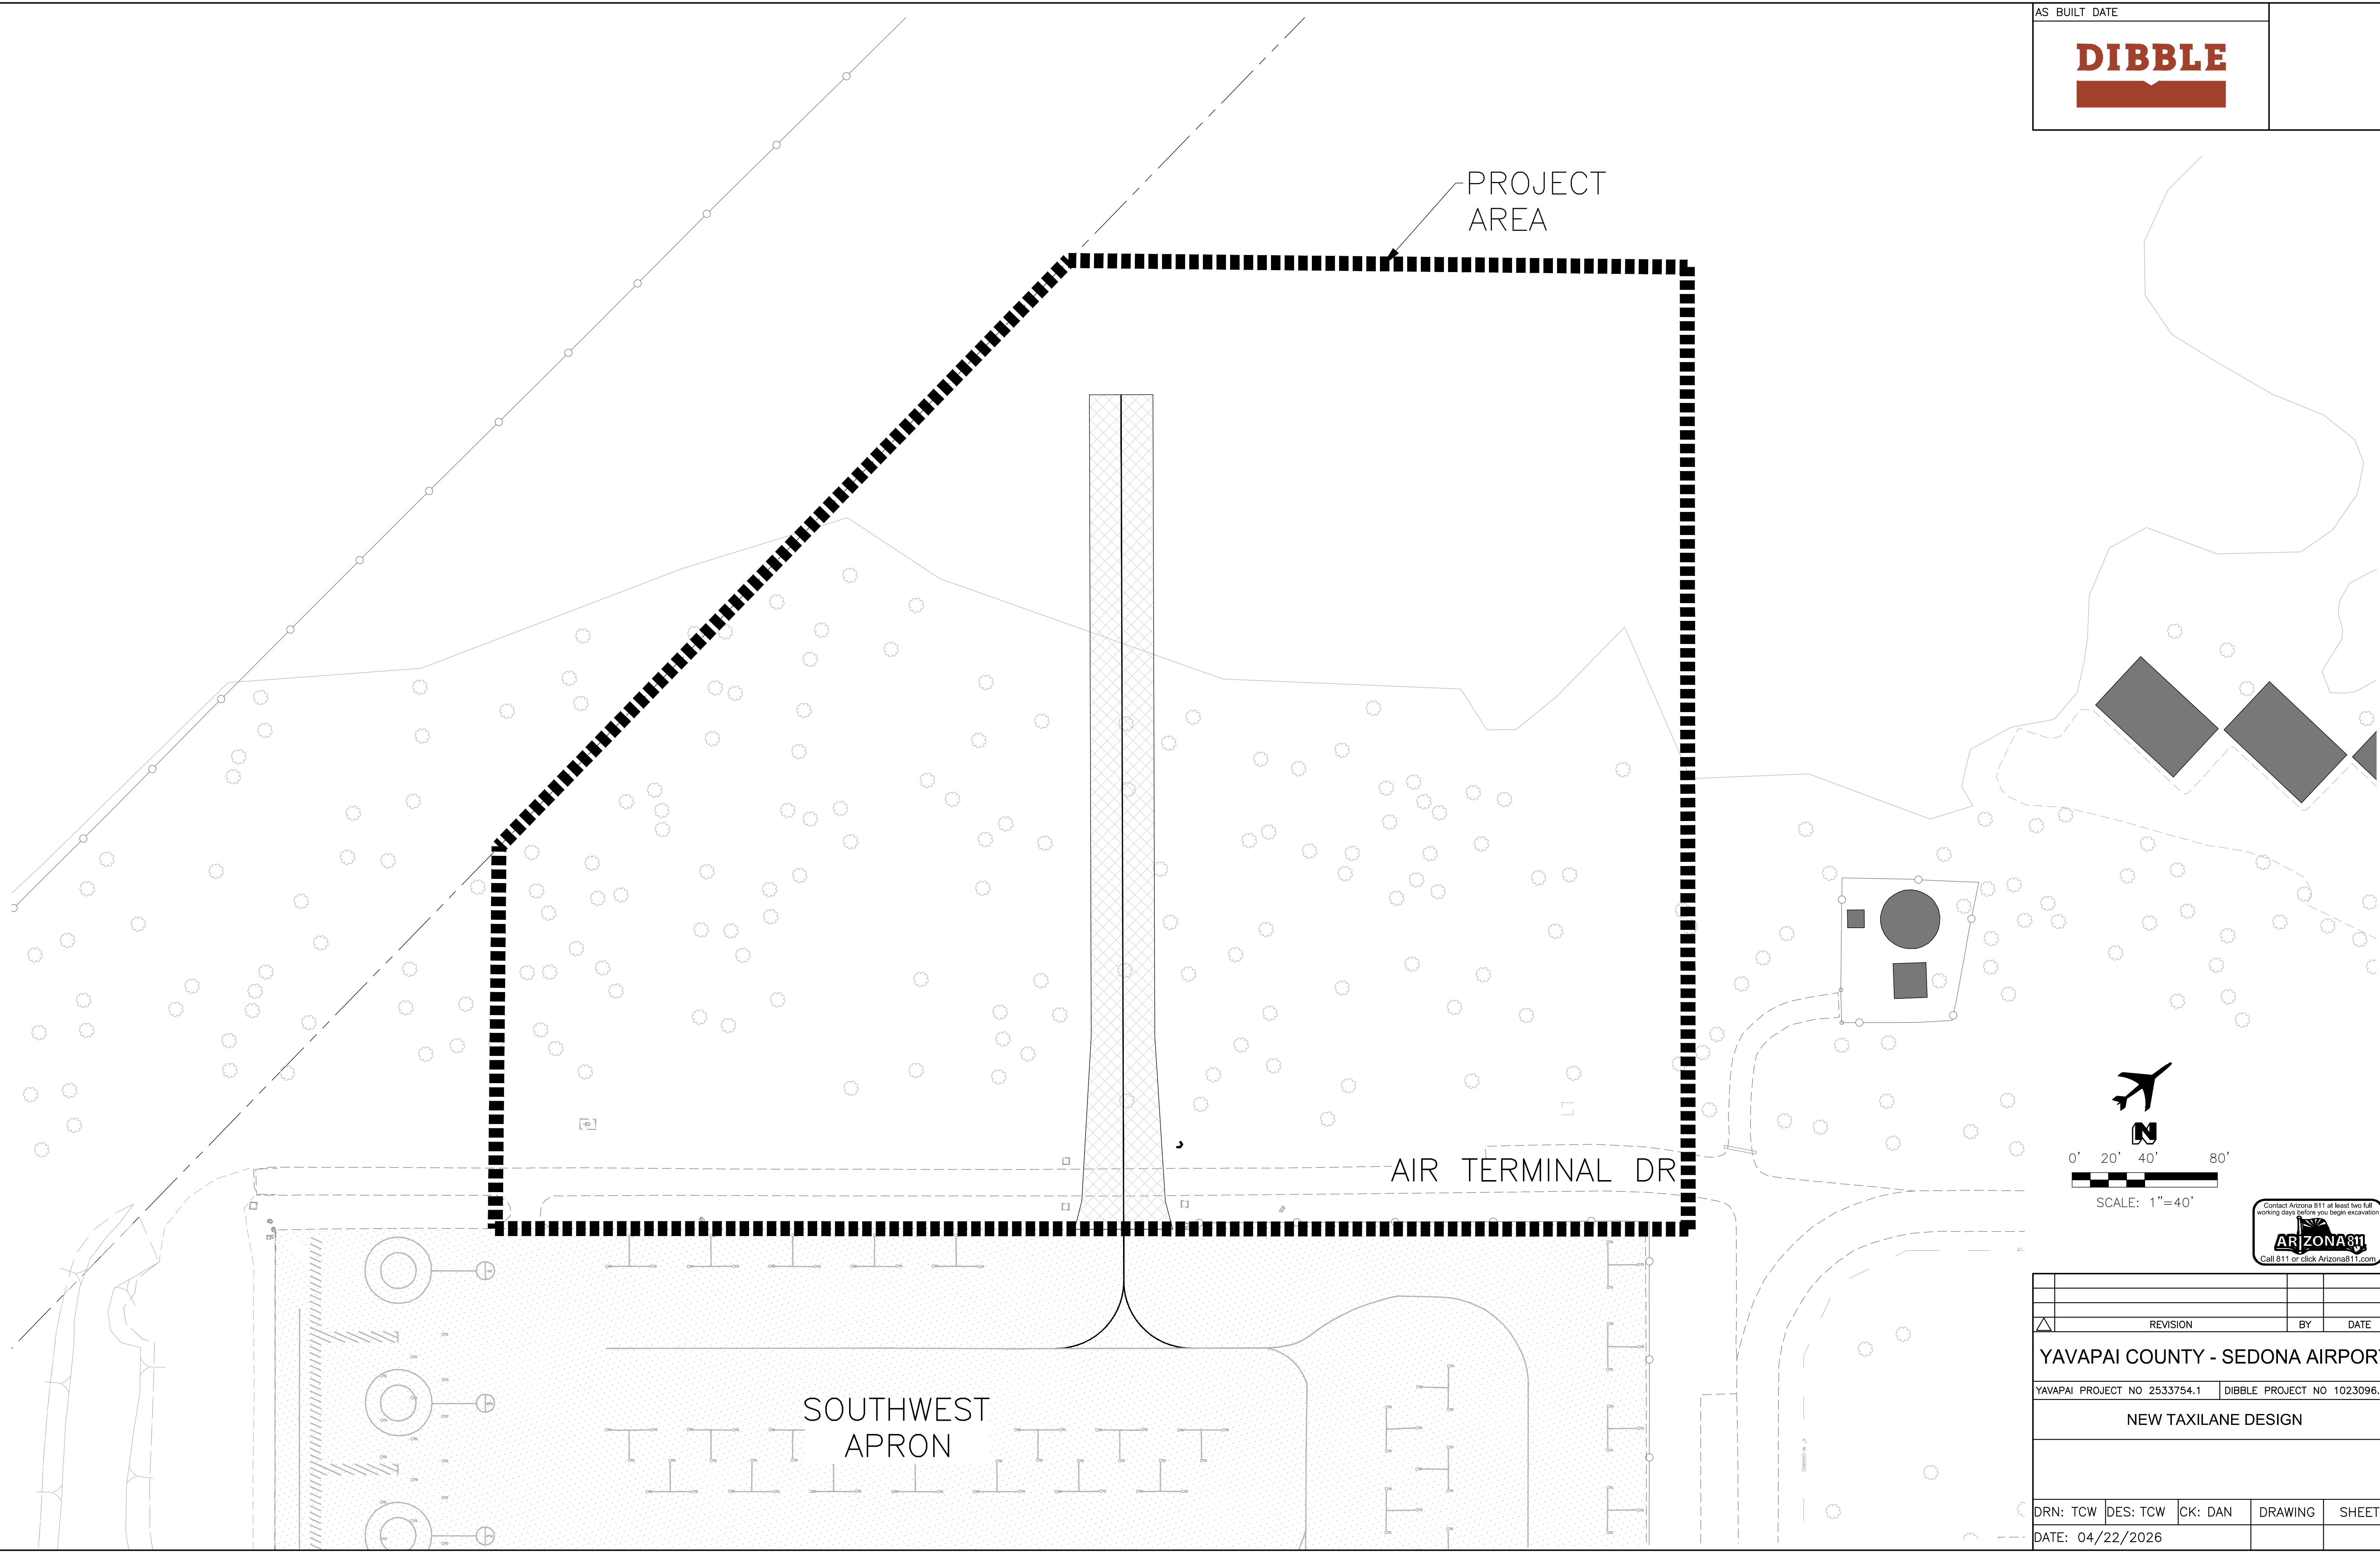 AS BUILT DATE
DIBBLE
PROJECT
AREA
AIR TERMINAL DR
N
0' 20' 40' 80'
SCALE: 1"=40'
Contact Arizona 811 at least two full
working days before you begin excavation
ARIZONA811
Call 811 or click Arizona811.com
SOUTHWEST
APRON
REVISION BY DATE
YAVAPAI COUNTY - SEDONA AIRPORT
YAVAPAI PROJECT NO 2533754.1 DIBBLE PROJECT NO 1023096.
NEW TAXILANE DESIGN
DRN: TCW DES: TCW CK: DAN DRAWING SHEET
DATE: 04/22/2026